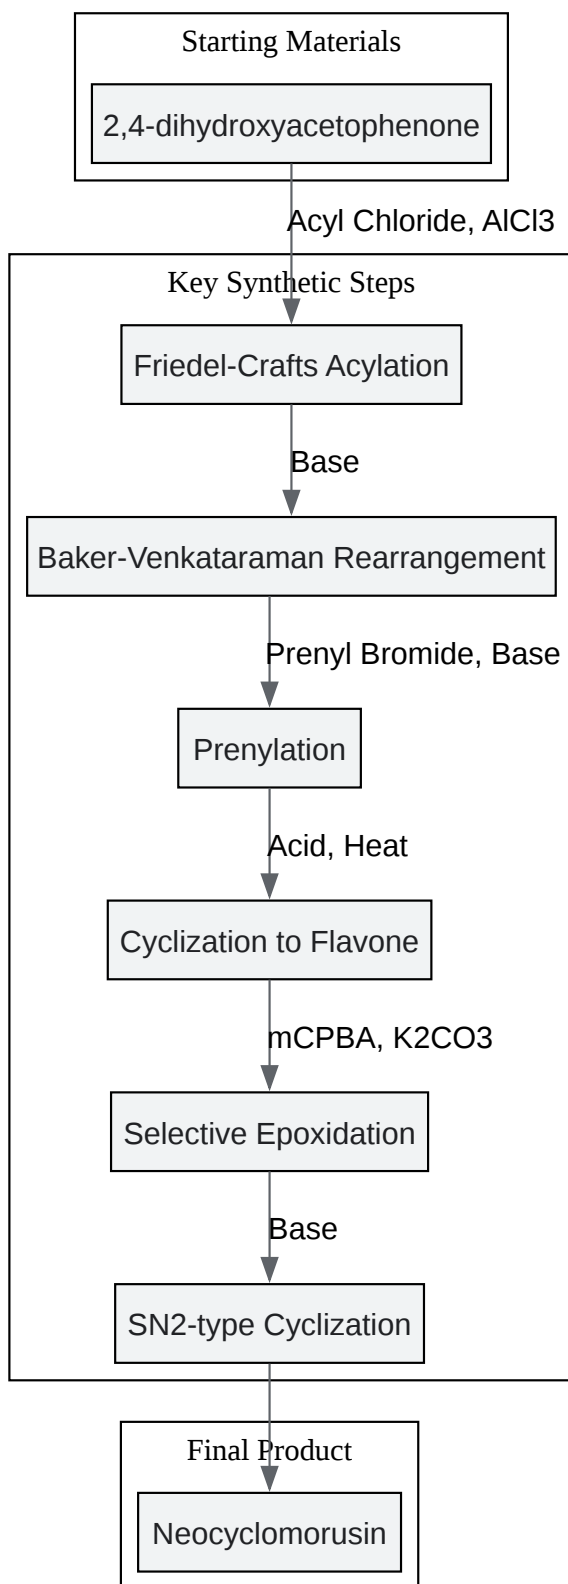 Starting Materials
2,4-dihydroxyacetophenone
Acyl Chloride, AlCl3
Key Synthetic Steps
Friedel-Crafts Acylation
Base
Baker-Venkataraman Rearrangement
Prenyl Bromide, Base
Prenylation
Acid, Heat
Cyclization to Flavone
mCPBA, K2CO3
Selective Epoxidation
Base
SN2-type Cyclization
Final Product
Neocyclomorusin